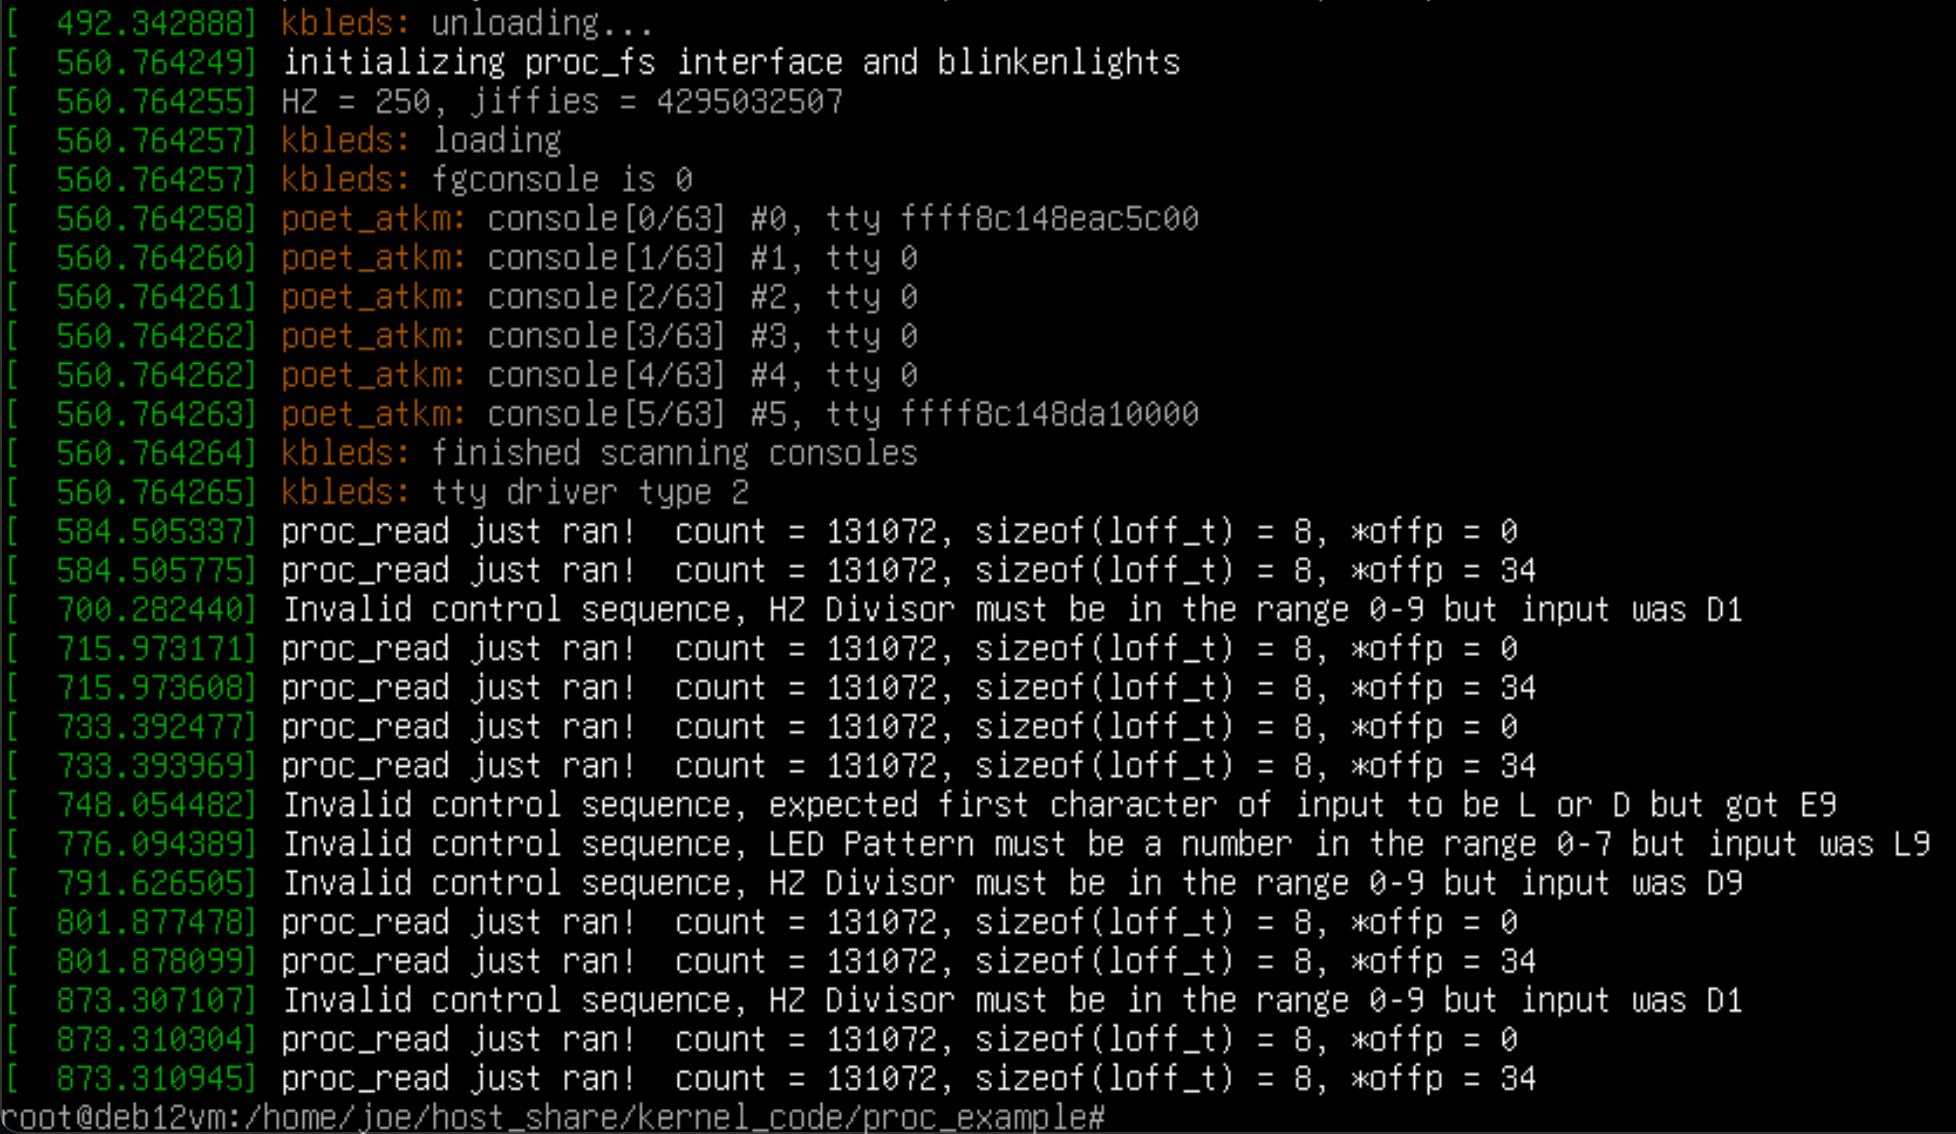 [  492.342888] kbleds: unloading...
[  560.764249] initializing proc_fs interface and blinkenlights
[  560.764255] HZ = 250, jiffies = 4295032507
[  560.764257] kbleds: loading
[  560.764257] kbleds: fgconsole is 0
[  560.764258] poet_atkm: console[0/63] #0, tty ffff8c148eac5c00
[  560.764260] poet_atkm: console[1/63] #1, tty 0
[  560.764261] poet_atkm: console[2/63] #2, tty 0
[  560.764262] poet_atkm: console[3/63] #3, tty 0
[  560.764262] poet_atkm: console[4/63] #4, tty 0
[  560.764263] poet_atkm: console[5/63] #5, tty ffff8c148da10000
[  560.764264] kbleds: finished scanning consoles
[  560.764265] kbleds: tty driver type 2
[  584.505337] proc_read just ran!  count = 131072, sizeof(loff_t) = 8, *offp = 0
[  584.505775] proc_read just ran!  count = 131072, sizeof(loff_t) = 8, *offp = 34
[  700.282440] Invalid control sequence, HZ Divisor must be in the range 0-9 but input was D1
[  715.973171] proc_read just ran!  count = 131072, sizeof(loff_t) = 8, *offp = 0
[  715.973608] proc_read just ran!  count = 131072, sizeof(loff_t) = 8, *offp = 34
[  733.392477] proc_read just ran!  count = 131072, sizeof(loff_t) = 8, *offp = 0
[  733.393969] proc_read just ran!  count = 131072, sizeof(loff_t) = 8, *offp = 34
[  748.054482] Invalid control sequence, expected first character of input to be L or D but got E9
[  776.094389] Invalid control sequence, LED Pattern must be a number in the range 0-7 but input was L9
[  791.626505] Invalid control sequence, HZ Divisor must be in the range 0-9 but input was D9
[  801.877478] proc_read just ran!  count = 131072, sizeof(loff_t) = 8, *offp = 0
[  801.878099] proc_read just ran!  count = 131072, sizeof(loff_t) = 8, *offp = 34
[  873.307107] Invalid control sequence, HZ Divisor must be in the range 0-9 but input was D1
[  873.310304] proc_read just ran!  count = 131072, sizeof(loff_t) = 8, *offp = 0
[  873.310945] proc_read just ran!  count = 131072, sizeof(loff_t) = 8, *offp = 34
root@deb12vm:/home/joe/host_share/kernel_code/proc_example#